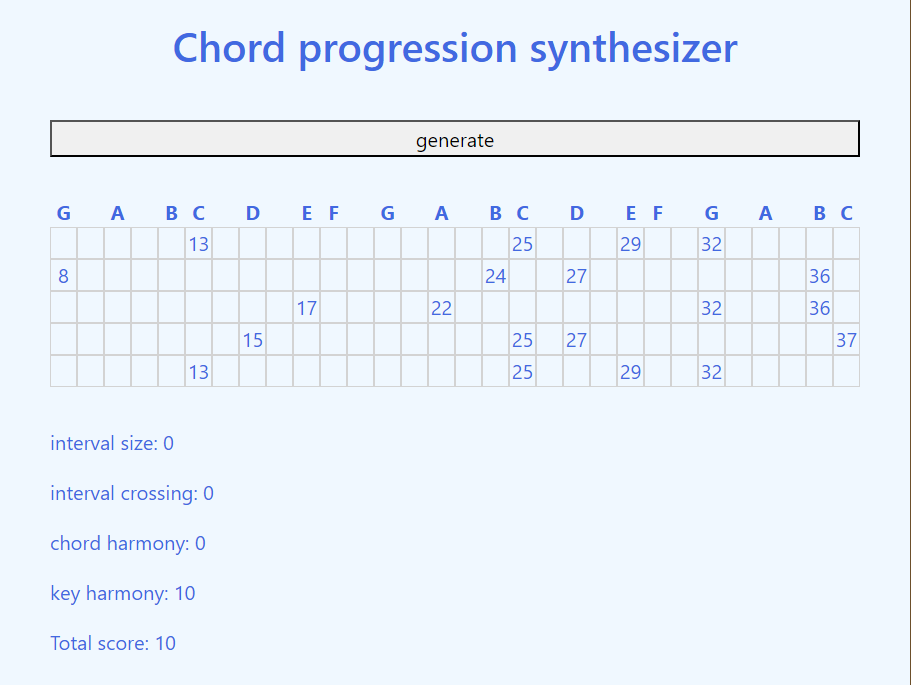 Chord progression synthesizer
generate
G A B C D E F G A B C D E F G A B C
13 25 29 32
8 24 27 36
17 22 32 36
15 25 27 37
13 25 29 32
interval size: 0
interval crossing: 0
chord harmony: 0
key harmony: 10
Total score: 10